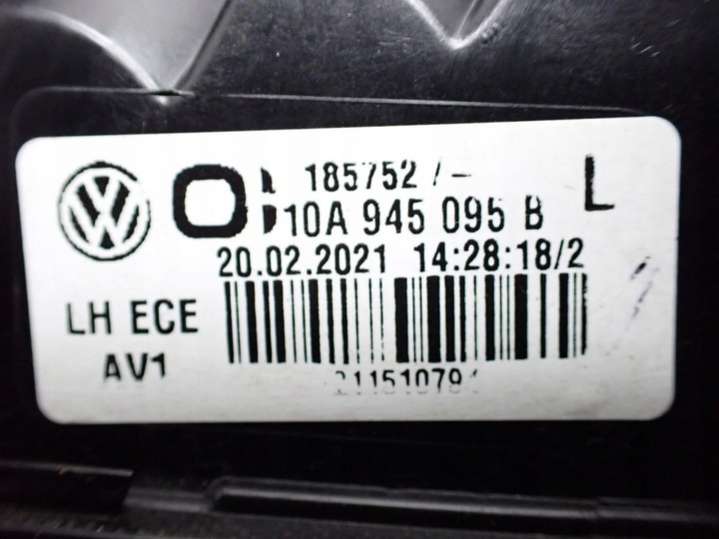 185752 /-
10A 945 095 B
L
20.02.2021 14:28:18/2
LH ECE
AV1